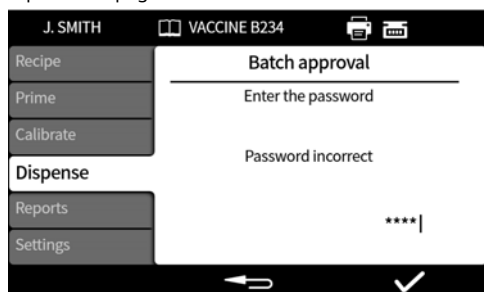 J. SMITH VACCINE B234
Recipe
Prime
Calibrate
Dispense
Reports
Settings
Batch approval
Enter the password
Password incorrect
****|